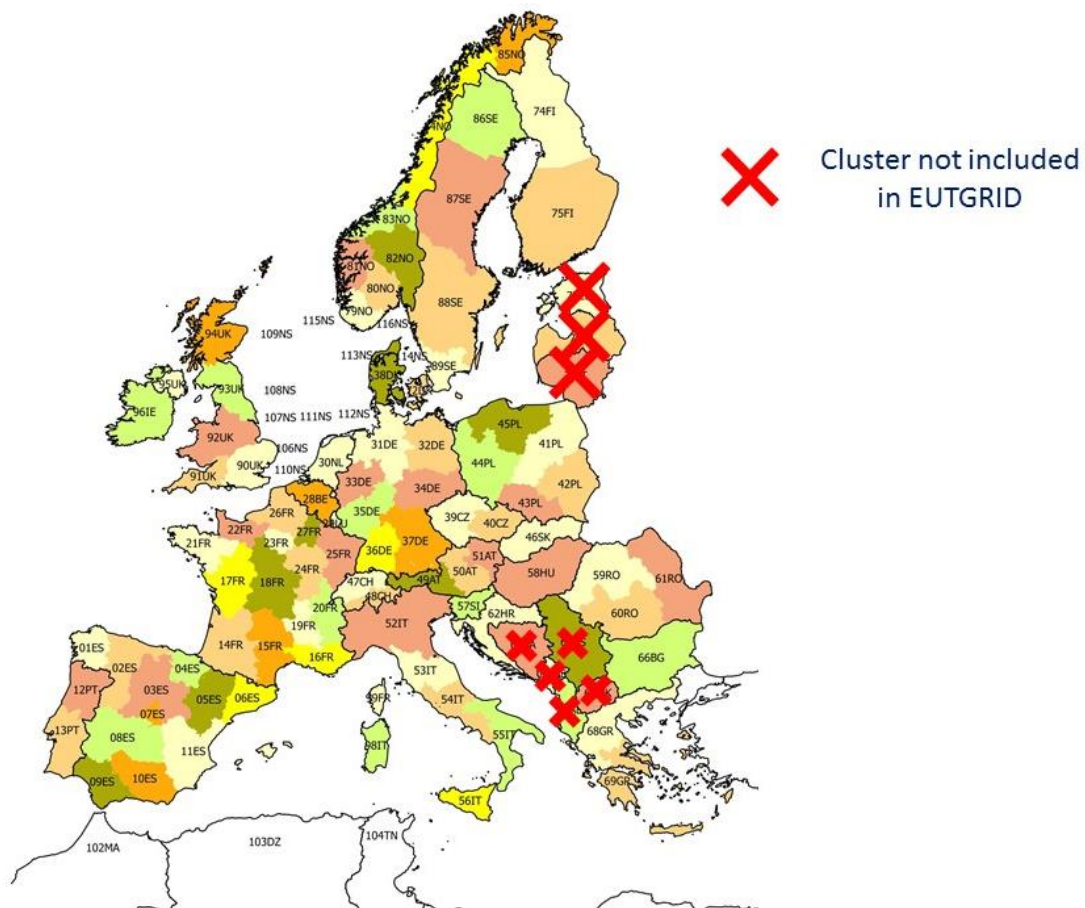 85NO
74FI
86SE
Cluster not included
in EUTGRID
87SE
75FI
83NO
82NO
81NO
80NO
79NO
88SE
115NS
116NS
94UK
109NS
113NS
89SE
95UK
93UK
108NS
96IE
107NS
111NS
112NS
92UK
106NS
90UK
91UK
110NS
30NL
31DE
32DE
45PL
41PL
44PL
42PL
43PL
33DE
34DE
28BE
35DE
26FR
27FR
22FR
21FR
23FR
25FR
24FR
36DE
37DE
39CZ
40CZ
46SK
17FR
18FR
47CH
48CH
49AT
50AT
51AT
58HU
59RO
61RO
60RO
20FR
19FR
57SI
62HR
52IT
14FR
15FR
16FR
66BG
01ES
02ES
03ES
04ES
05ES
06ES
07ES
12PT
13PT
08ES
11ES
09ES
10ES
53IT
54IT
55IT
98IT
56IT
68GR
69GR
102MA
103DZ
104TN